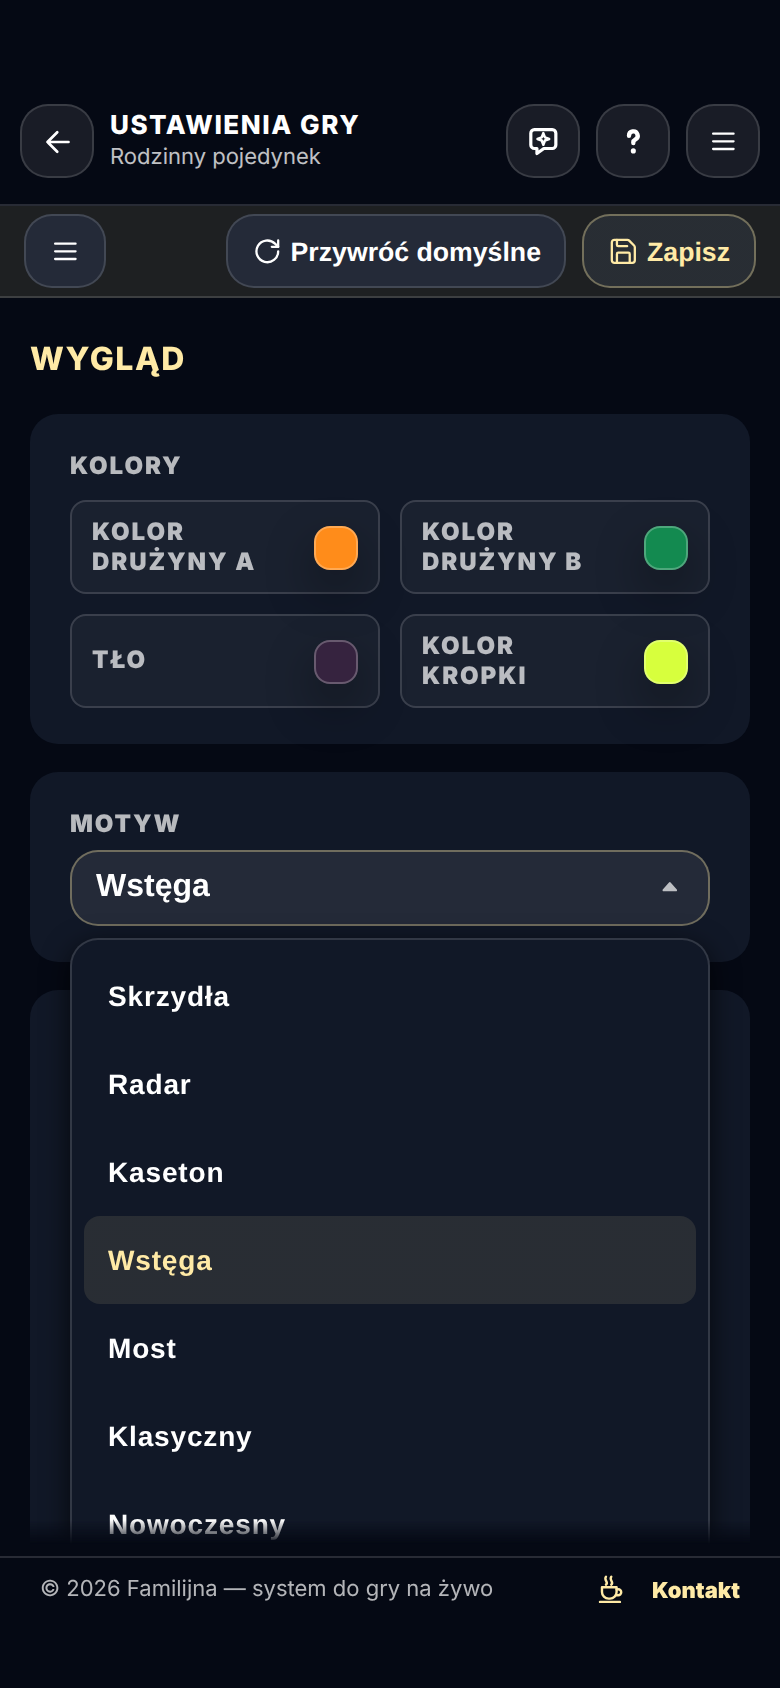 USTAWIENIA GRY
Rodzinny pojedynek
?
Przywróć domyślne
Zapisz
WYGLĄD
KOLORY
KOLOR
DRUŻYNY A
KOLOR
DRUŻYNY B
TŁO
KOLOR
KROPKI
MOTYW
Wstęga
Skrzydła
Radar
Kaseton
Wstęga
Most
Klasyczny
Nowoczesny
© 2026 Familijna — system do gry na żywo
Kontakt